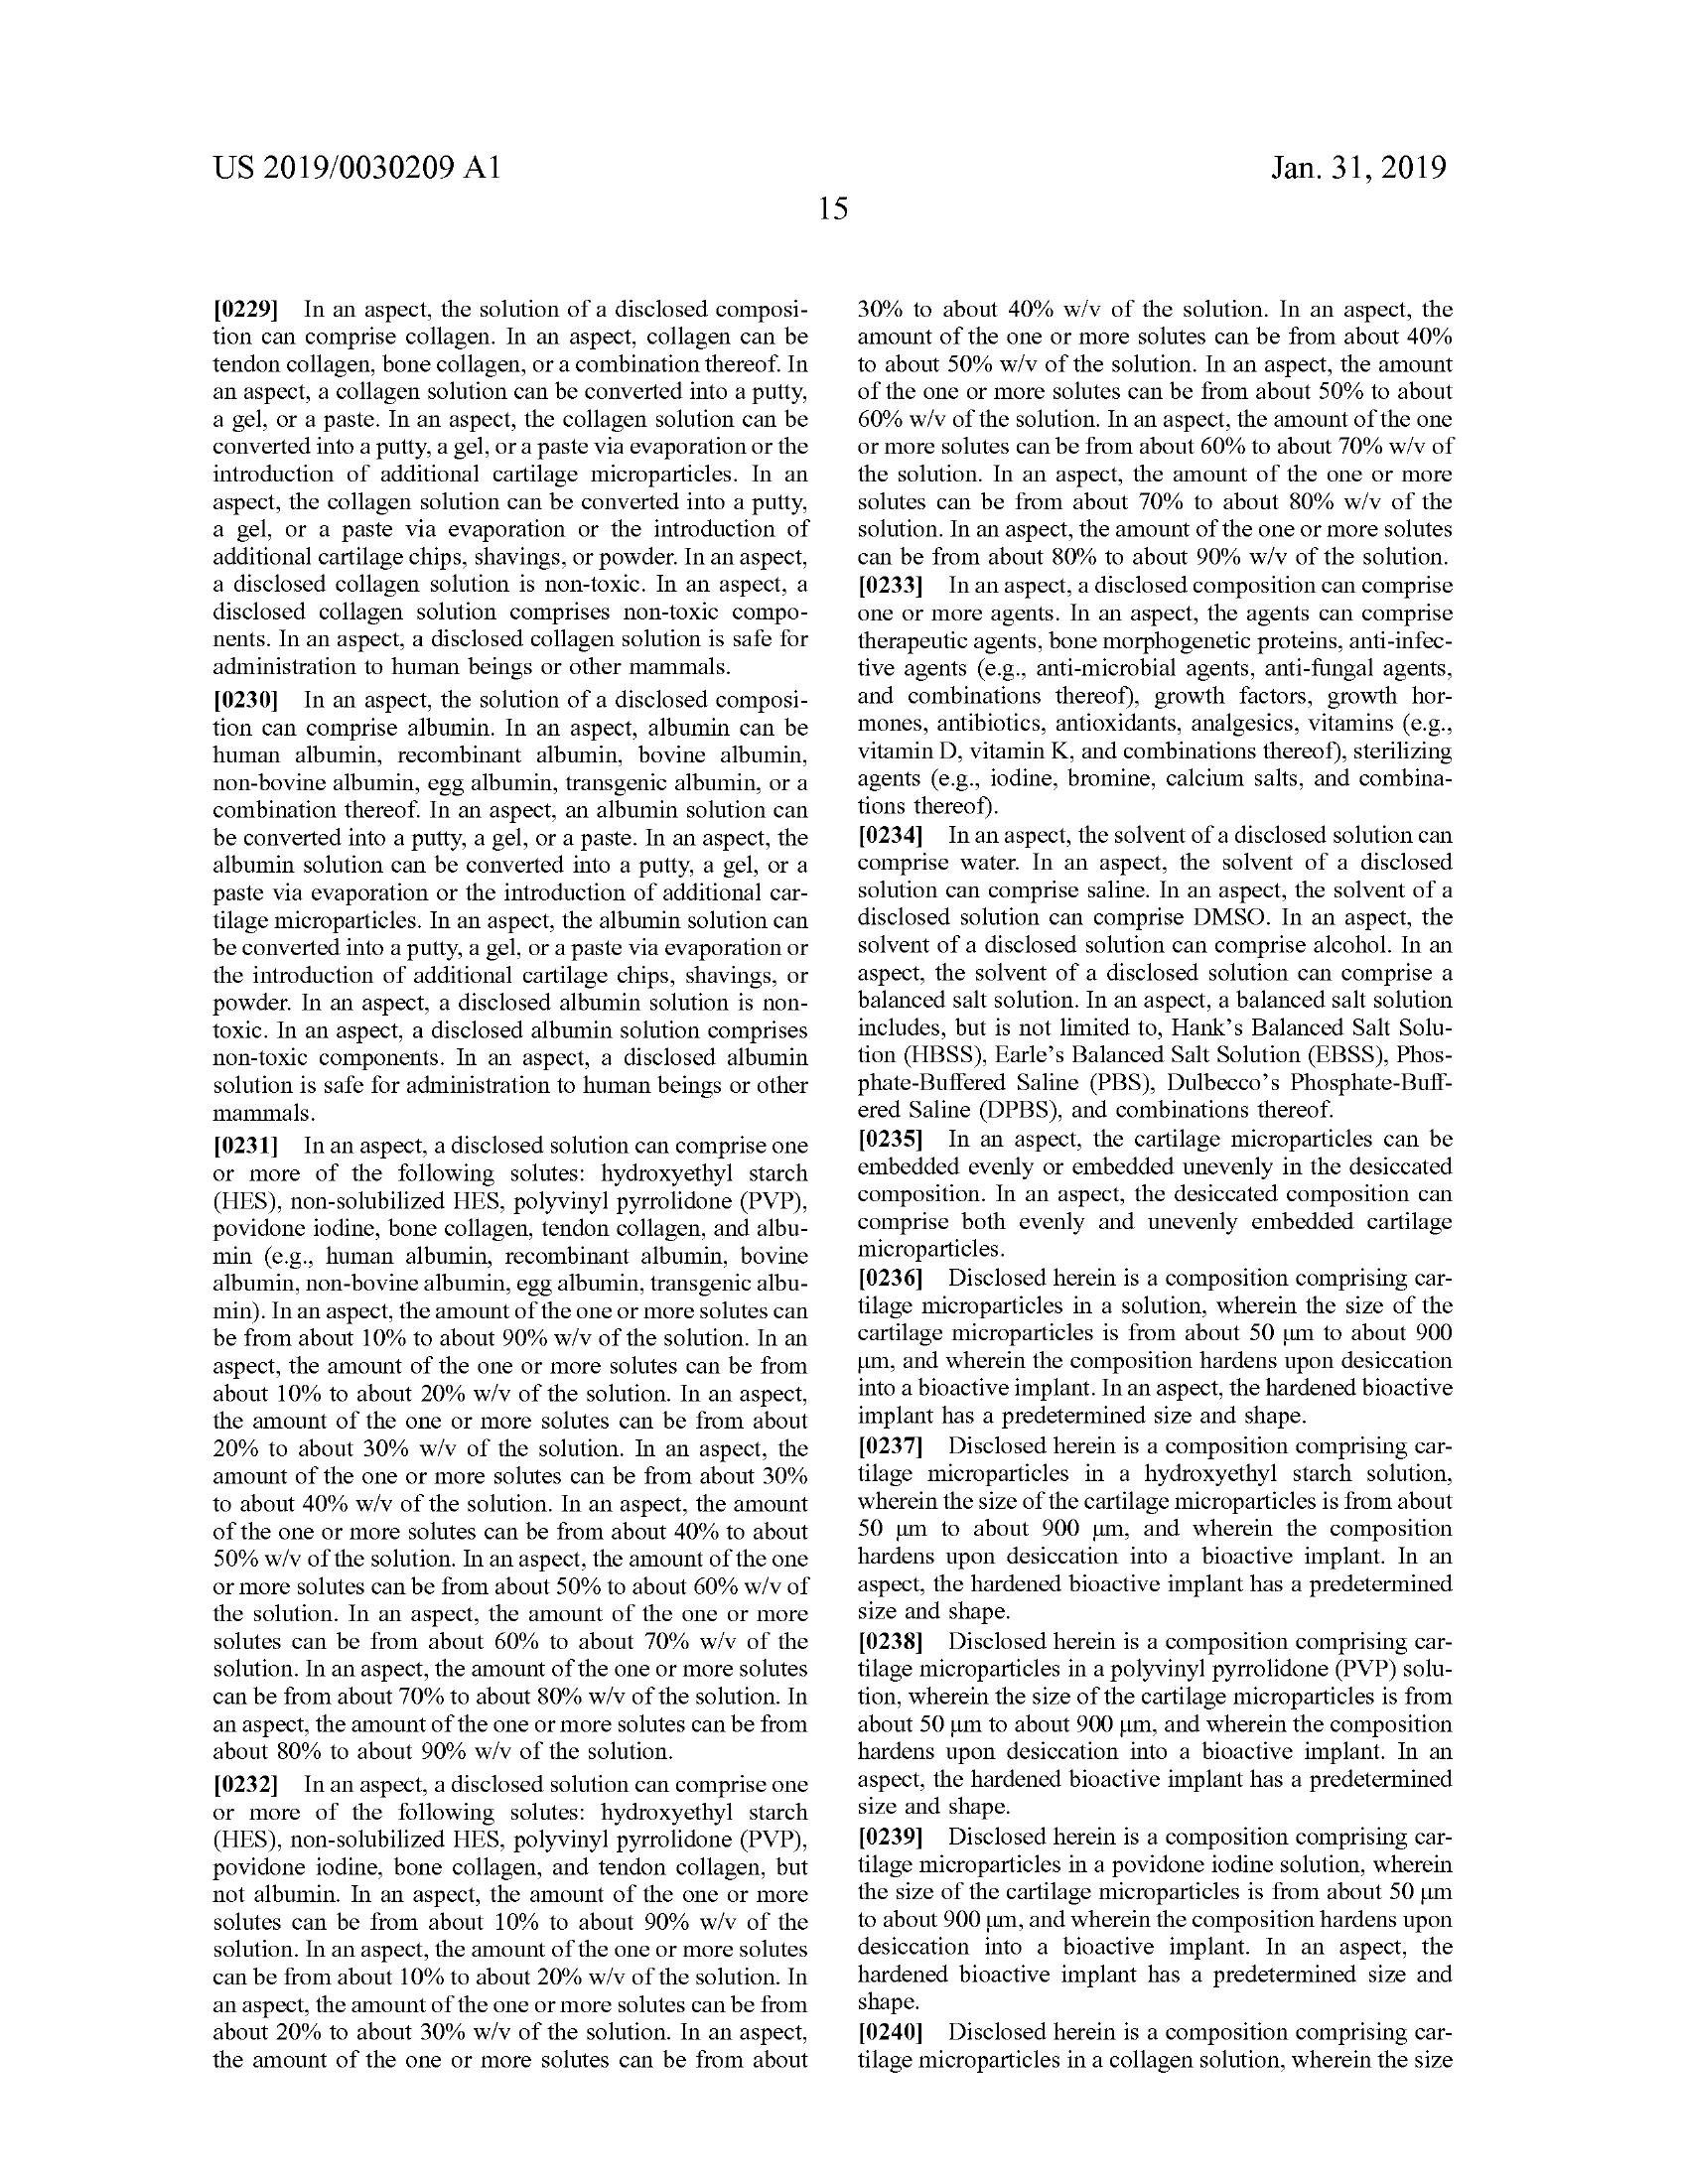 US 2019/0030209 A1
Jan. 31, 2019
15
[0229] In an aspect, the solution of a disclosed composi-
tion can comprise collagen. In an aspect, collagen can be
tendon collagen, bone collagen, or a combination thereof. In
an aspect, a collagen solution can be converted into a putty,
a gel, or a paste. In an aspect, the collagen solution can be
converted into a putty, a gel, or a paste via evaporation or the
introduction of additional cartilage microparticles. In an
aspect, the collagen solution can be converted into a putty,
a gel, or a paste via evaporation or the introduction of
additional cartilage chips, shavings, or powder. In an aspect,
a disclosed collagen solution is non-toxic. In an aspect, a
disclosed collagen solution comprises non-toxic compo-
nents. In an aspect, a disclosed collagen solution is safe for
administration to human beings or other mammals.
[0230] In an aspect, the solution of a disclosed composi-
tion can comprise albumin. In an aspect, albumin can be
human albumin, recombinant albumin, bovine albumin,
non-bovine albumin, egg albumin, transgenic albumin, or a
combination thereof. In an aspect, an albumin solution can
be converted into a putty, a gel, or a paste. In an aspect, the
albumin solution can be converted into a putty, a gel, or a
paste via evaporation or the introduction of additional car-
tilage microparticles. In an aspect, the albumin solution can
be converted into a putty, a gel, or a paste via evaporation or
the introduction of additional cartilage chips, shavings, or
powder. In an aspect, a disclosed albumin solution is non-
toxic. In an aspect, a disclosed albumin solution comprises
non-toxic components. In an aspect, a disclosed albumin
solution is safe for administration to human beings or other
mammals.
[0231] In an aspect, a disclosed solution can comprise one
or more of the following solutes: hydroxyethyl starch
(HES), non-solubilized HES, polyvinyl pyrrolidone (PVP),
povidone iodine, bone collagen, tendon collagen, and albu-
min (e.g., human albumin, recombinant albumin, bovine
albumin, non-bovine albumin, egg albumin, transgenic albu-
min). In an aspect, the amount of the one or more solutes can
be from about 10% to about 90% w/v of the solution. In an
aspect, the amount of the one or more solutes can be from
about 10% to about 20% w/v of the solution. In an aspect,
the amount of the one or more solutes can be from about
20% to about 30% w/v of the solution. In an aspect, the
amount of the one or more solutes can be from about 30%
to about 40% w/v of the solution. In an aspect, the amount
of the one or more solutes can be from about 40% to about
50% w/v of the solution. In an aspect, the amount of the one
or more solutes can be from about 50% to about 60% w/v of
the solution. In an aspect, the amount of the one or more
solutes can be from about 60% to about 70% w/v of the
solution. In an aspect, the amount of the one or more solutes
can be from about 70% to about 80% w/v of the solution. In
an aspect, the amount of the one or more solutes can be from
about 80% to about 90% w/v of the solution.
[0232] In an aspect, a disclosed solution can comprise one
or more of the following solutes: hydroxyethyl starch
(HES), non-solubilized HES, polyvinyl pyrrolidone (PVP),
povidone iodine, bone collagen, and tendon collagen, but
not albumin. In an aspect, the amount of the one or more
solutes can be from about 10% to about 90% w/v of the
solution. In an aspect, the amount of the one or more solutes
can be from about 10% to about 20% w/v of the solution. In
an aspect, the amount of the one or more solutes can be from
about 20% to about 30% w/v of the solution. In an aspect,
the amount of the one or more solutes can be from about
30% to about 40% w/v of the solution. In an aspect, the
amount of the one or more solutes can be from about 40%
to about 50% w/v of the solution. In an aspect, the amount
of the one or more solutes can be from about 50% to about
60% w/v of the solution. In an aspect, the amount of the one
or more solutes can be from about 60% to about 70% w/v of
the solution. In an aspect, the amount of the one or more
solutes can be from about 70% to about 80% w/v of the
solution. In an aspect, the amount of the one or more solutes
can be from about 80% to about 90% w/v of the solution.
[0233] In an aspect, a disclosed composition can comprise
one or more agents. In an aspect, the agents can comprise
therapeutic agents, bone morphogenetic proteins, anti-infec-
tive agents (e.g., anti-microbial agents, anti-fungal agents,
and combinations thereof), growth factors, growth hor-
mones, antibiotics, antioxidants, analgesics, vitamins (e.g.,
vitamin D, vitamin K, and combinations thereof), sterilizing
agents (e.g., iodine, bromine, calcium salts, and combina-
tions thereof).
[0234] In an aspect, the solvent of a disclosed solution can
comprise water. In an aspect, the solvent of a disclosed
solution can comprise saline. In an aspect, the solvent of a
disclosed solution can comprise DMSO. In an aspect, the
solvent of a disclosed solution can comprise alcohol. In an
aspect, the solvent of a disclosed solution can comprise a
balanced salt solution. In an aspect, a balanced salt solution
includes, but is not limited to, Hank's Balanced Salt Solu-
tion (HBSS), Earle's Balanced Salt Solution (EBSS), Phos-
phate-Buffered Saline (PBS), Dulbecco's Phosphate-Buff-
ered Saline (DPBS), and combinations thereof.
[0235] In an aspect, the cartilage microparticles can be
embedded evenly or embedded unevenly in the desiccated
composition. In an aspect, the desiccated composition can
comprise both evenly and unevenly embedded cartilage
microparticles.
[0236] Disclosed herein is a composition comprising car-
tilage microparticles in a solution, wherein the size of the
cartilage microparticles is from about 50 μm to about 900
μm, and wherein the composition hardens upon desiccation
into a bioactive implant. In an aspect, the hardened bioactive
implant has a predetermined size and shape.
[0237] Disclosed herein is a composition comprising car-
tilage microparticles in a hydroxyethyl starch solution,
wherein the size of the cartilage microparticles is from about
50 μm to about 900 μm, and wherein the composition
hardens upon desiccation into a bioactive implant. In an
aspect, the hardened bioactive implant has a predetermined
size and shape.
[0238] Disclosed herein is a composition comprising car-
tilage microparticles in a polyvinyl pyrrolidone (PVP) solu-
tion, wherein the size of the cartilage microparticles is from
about 50 μm to about 900 μm, and wherein the composition
hardens upon desiccation into a bioactive implant. In an
aspect, the hardened bioactive implant has a predetermined
size and shape.
[0239] Disclosed herein is a composition comprising car-
tilage microparticles in a povidone iodine solution, wherein
the size of the cartilage microparticles is from about 50 μm
to about 900 μm, and wherein the composition hardens upon
desiccation into a bioactive implant. In an aspect, the
hardened bioactive implant has a predetermined size and
shape.
[0240] Disclosed herein is a composition comprising car-
tilage microparticles in a collagen solution, wherein the size